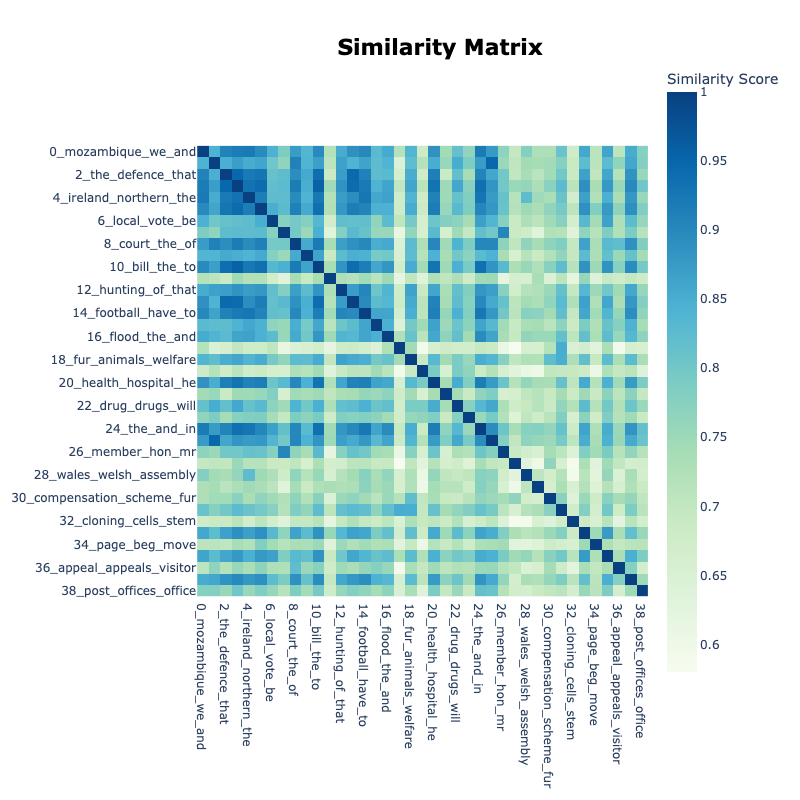 Similarity Matrix
Similarity Score
1
0.95
0.9
0.85
0.8
0.75
0.7
0.65
0.6
0_mozambique_we_and
2_the_defence_that
4_ireland_northern_the
6_local_vote_be
8_court_the_of
10_bill_the_to
12_hunting_of_that
14_football_have_to
16_flood_the_and
18_fur_animals_welfare
20_health_hospital_he
22_drug_drugs_will
24_the_and_in
26_member_hon_mr
28_wales_welsh_assembly
30_compensation_scheme_fur
32_cloning_cells_stem
34_page_beg_move
36_appeal_appeals_visitor
38_post_offices_office
0_mozambique_we_and
2_the_defence_that
4_ireland_northern_the
6_local_vote_be
8_court_the_of
10_bill_the_to
12_hunting_of_that
14_football_have_to
16_flood_the_and
18_fur_animals_welfare
20_health_hospital_he
22_drug_drugs_will
24_the_and_in
26_member_hon_mr
28_wales_welsh_assembly
30_compensation_scheme_fur
32_cloning_cells_stem
34_page_beg_move
36_appeal_appeals_visitor
38_post_offices_office